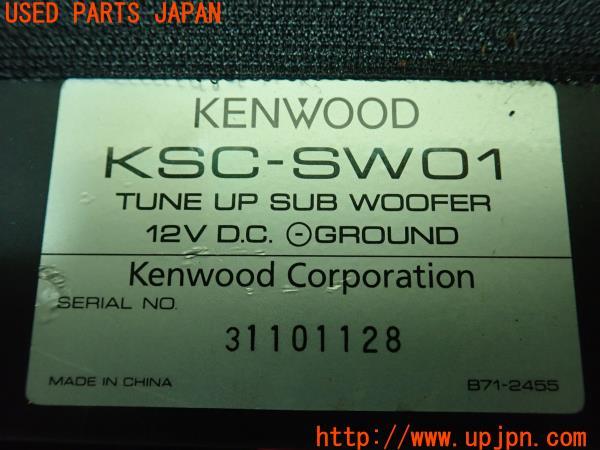 USED PARTS JAPAN
KENWOOD
KSC-SW01
TUNE UP SUB WOOFER
12V D.C. ⊖GROUND
Kenwood Corporation
SERIAL NO.
31101128
MADE IN CHINA
B71-2455
http://www.upjpn.com